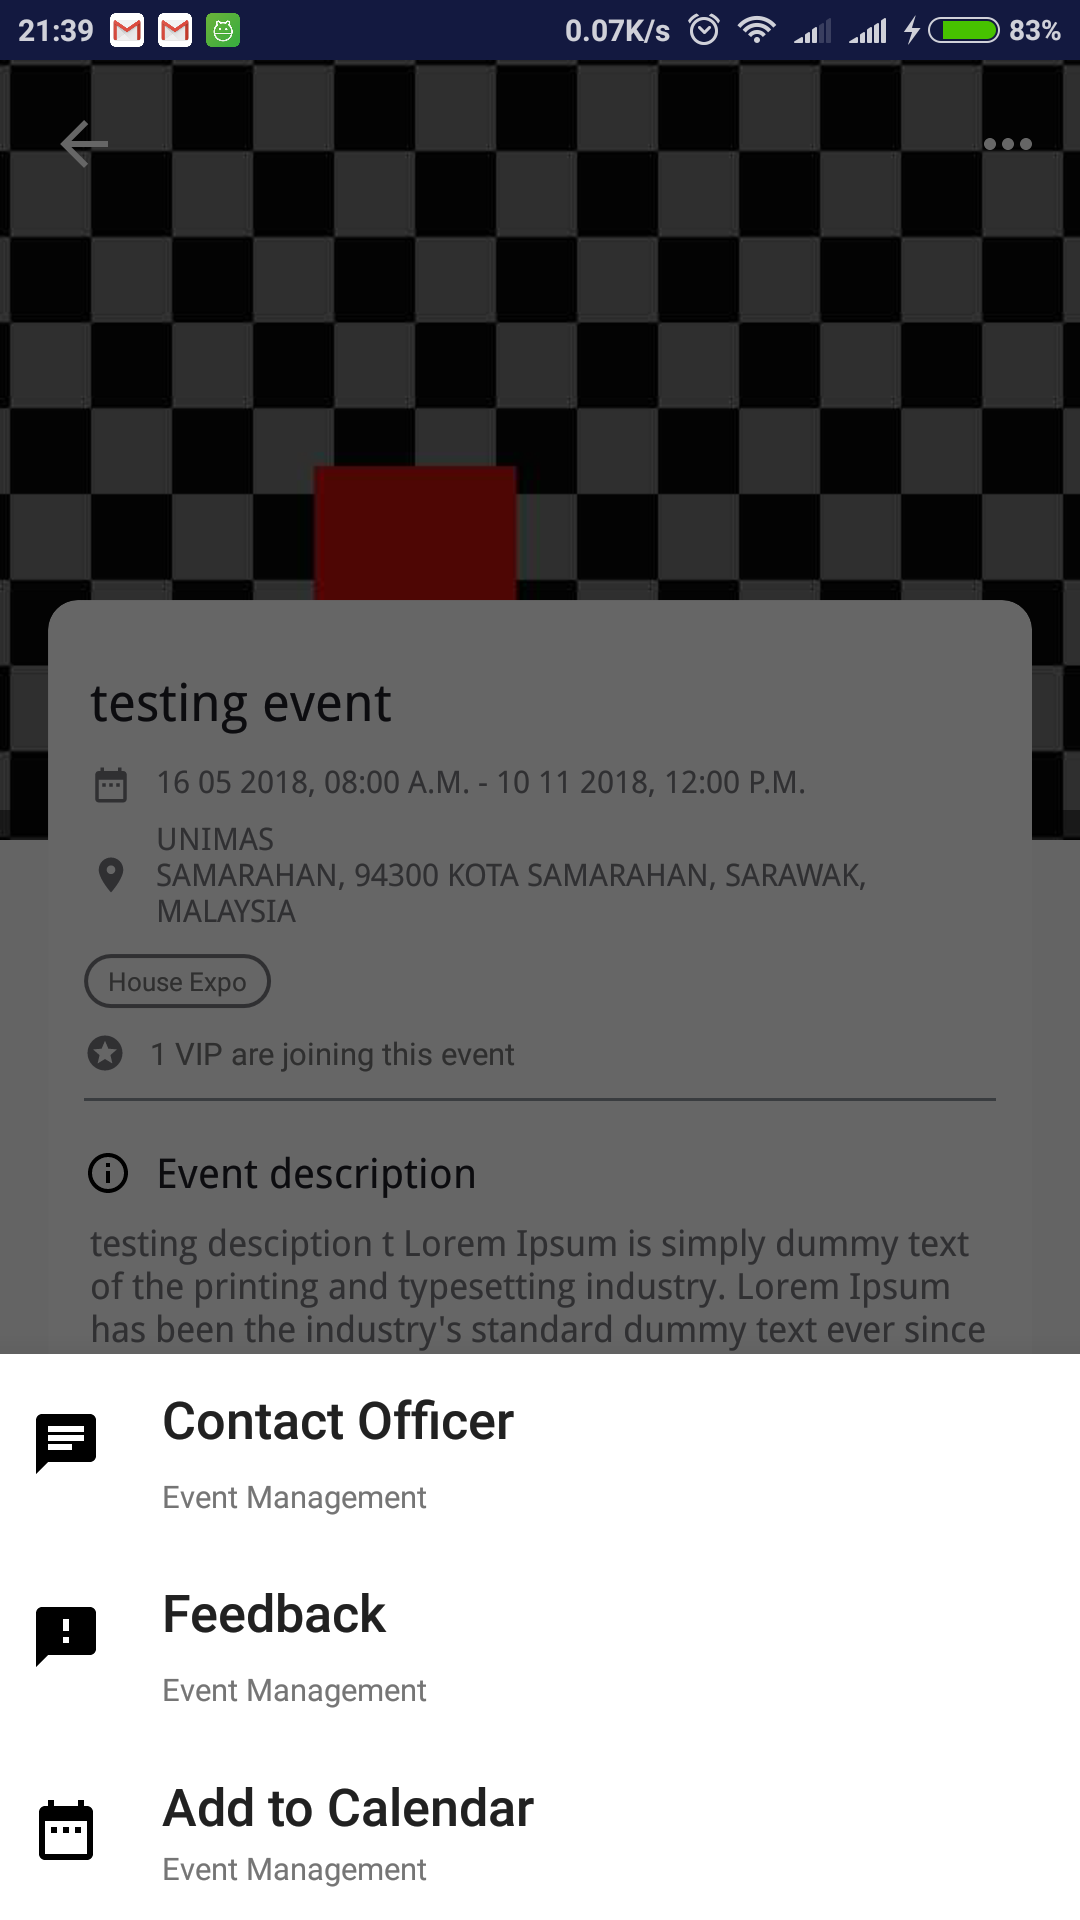 21:39 0.07K/s 83%
testing event
16 05 2018, 08:00 A.M. - 10 11 2018, 12:00 P.M.
UNIMAS
SAMARAHAN, 94300 KOTA SAMARAHAN, SARAWAK,
MALAYSIA
House Expo
1 VIP are joining this event
Event description
testing desciption t Lorem Ipsum is simply dummy text
of the printing and typesetting industry. Lorem Ipsum
has been the industry's standard dummy text ever since
Contact Officer
Event Management
Feedback
Event Management
Add to Calendar
Event Management